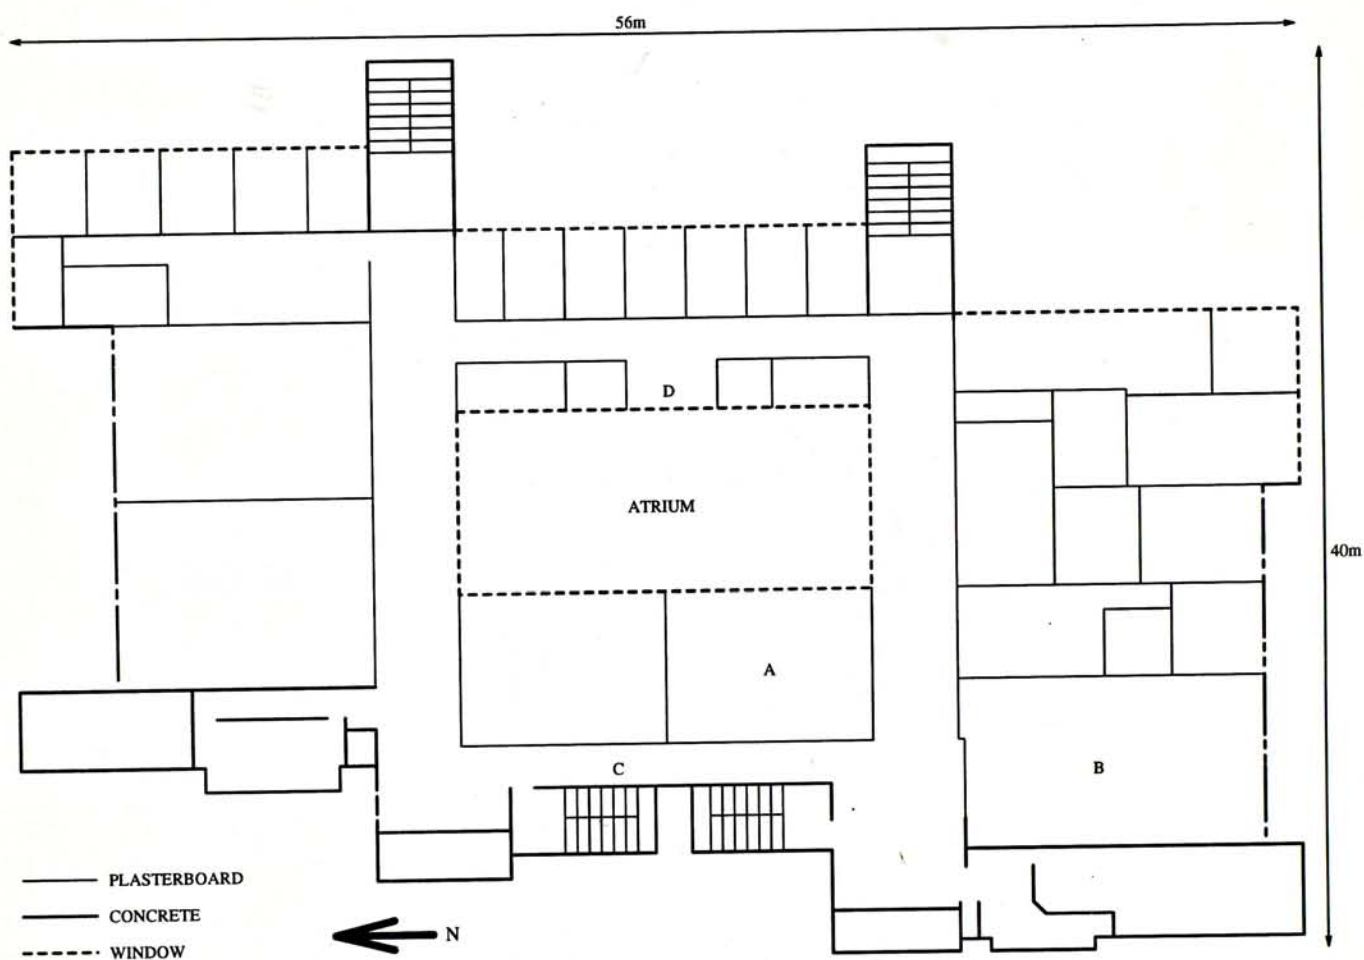 56m
D
ATRIUM
40m
A
C
B
PLASTERBOARD
CONCRETE
WINDOW
N